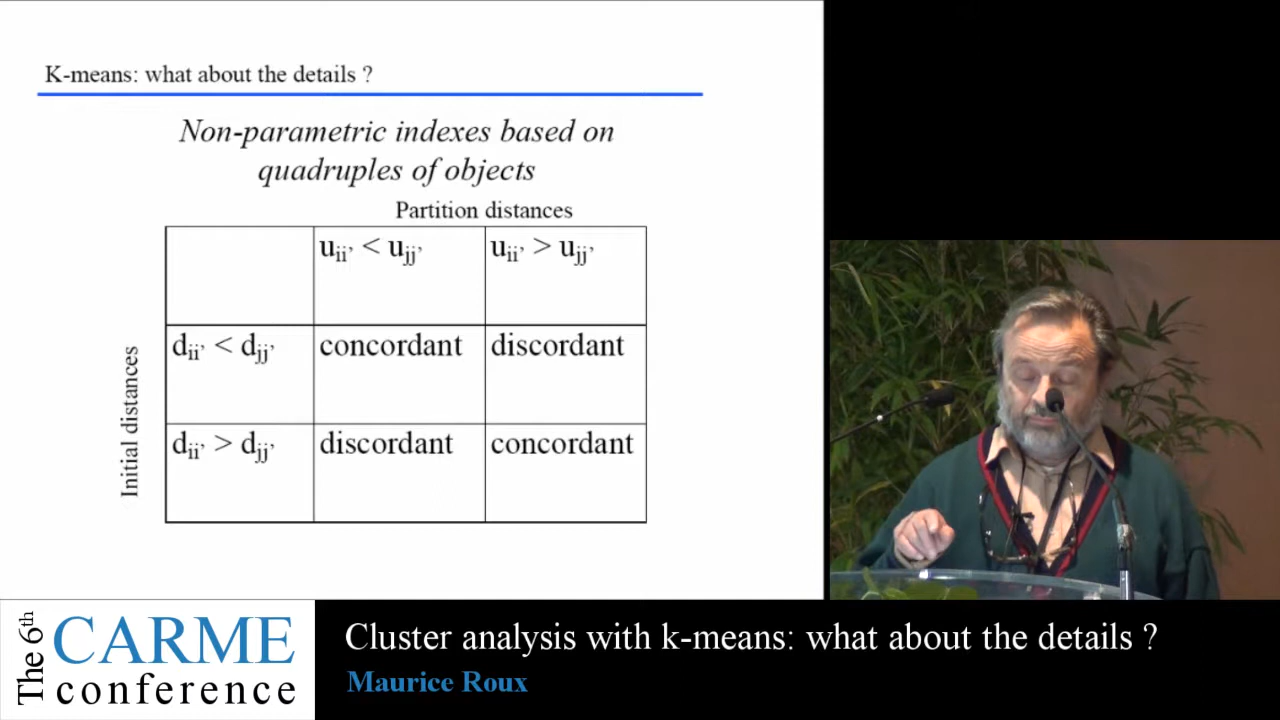 K-means: what about the details ?
Non-parametric indexes based on
quadruples of objects
Partition distances
uii’ < ujj’
uii’ > ujj’
Initial distances
dii’ < djj’
concordant
discordant
dii’ > djj’
discordant
concordant
The 6th
CARME
conference
Cluster analysis with k-means: what about the details ?
Maurice Roux